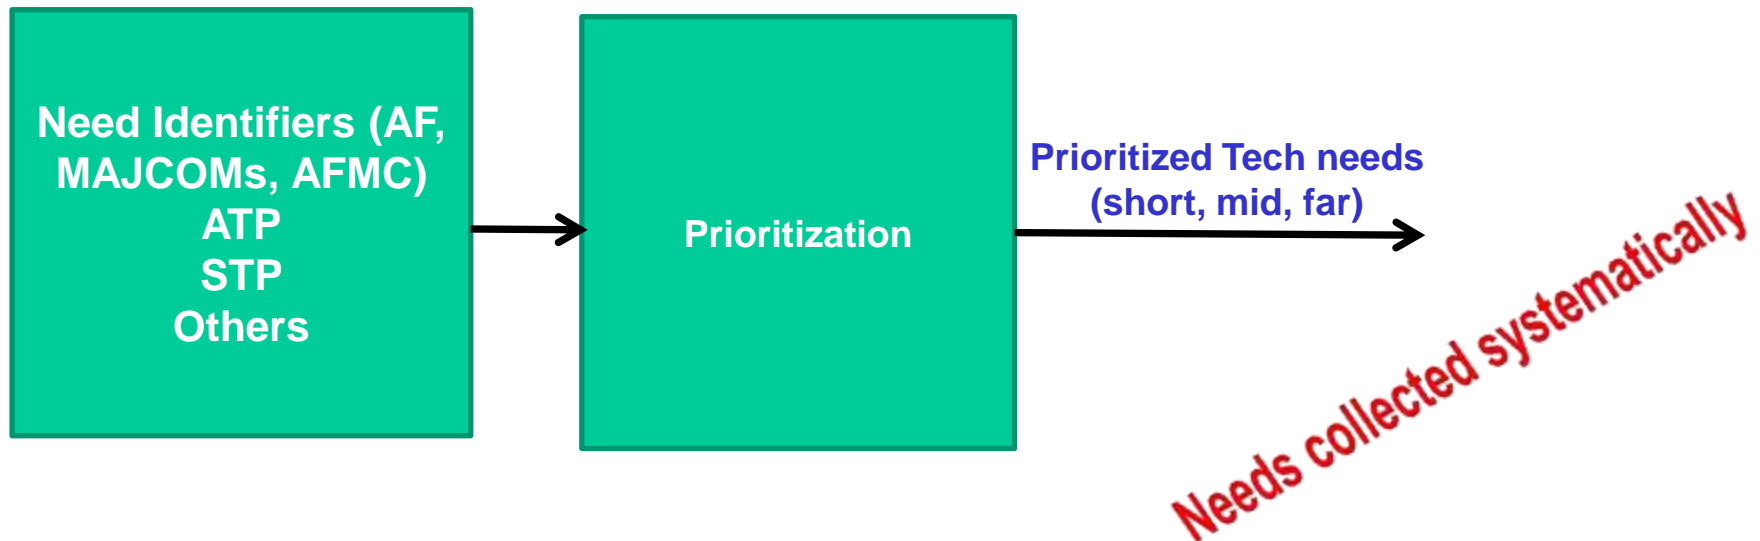 Need Identifiers (AF,
MAJCOMs, AFMC)
ATP
STP
Others
Prioritization
Prioritized Tech needs
(short, mid, far)
Needs collected systematically